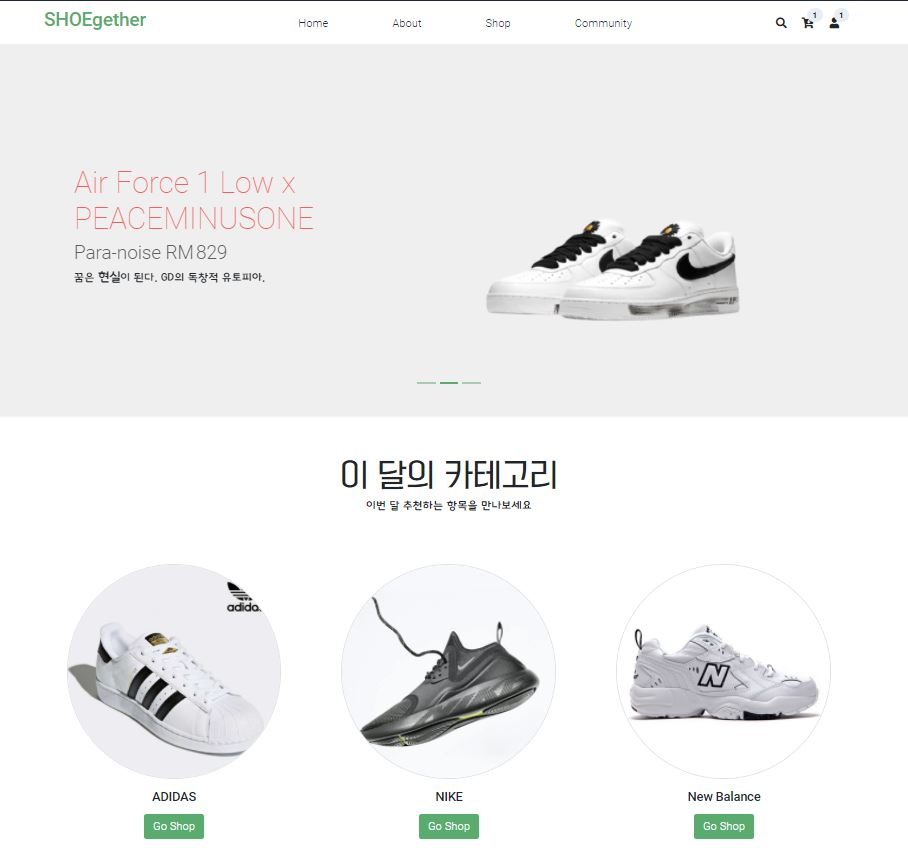 SHOEgether
Home About Shop Community
1 1
Air Force 1 Low x
PEACEMINUSONE
Para-noise RM829
꿈은 현실이 된다. GD의 독창적 유토피아.
이 달의 카테고리
이번 달 추천하는 항목을 만나보세요
adidas
N
ADIDAS NIKE New Balance
Go Shop Go Shop Go Shop